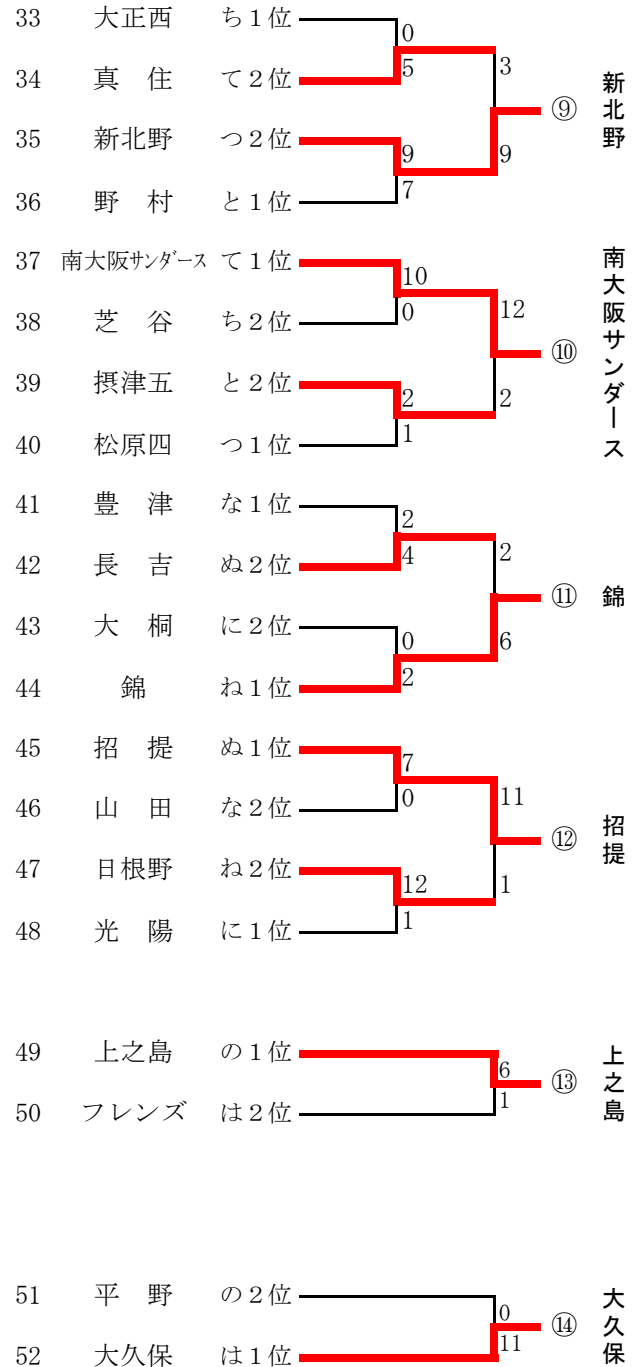 33 大正西 ち1位
0
34 真 住 て2位
5 3
⑨ 新北野
35 新北野 つ2位
9 9
36 野 村 と1位
7
37 南大阪サンダース て1位
10
38 芝 谷 ち2位
0 12
⑩ 南大阪サンダース
39 摂津五 と2位
2 2
40 松原四 つ1位
1
41 豊 津 な1位
2
42 長 吉 ぬ2位
4 2
⑪ 錦
43 大 桐 に2位
0 6
44 錦 ね1位
2
45 招 提 ぬ1位
7
46 山 田 な2位
0 11
⑫ 招提
47 日根野 ね2位
12 1
48 光 陽 に1位
1
49 上之島 の1位
6
⑬ 上之島
1
50 フレンズ は2位
51 平 野 の2位
0
⑭ 大久保
11
52 大久保 は1位